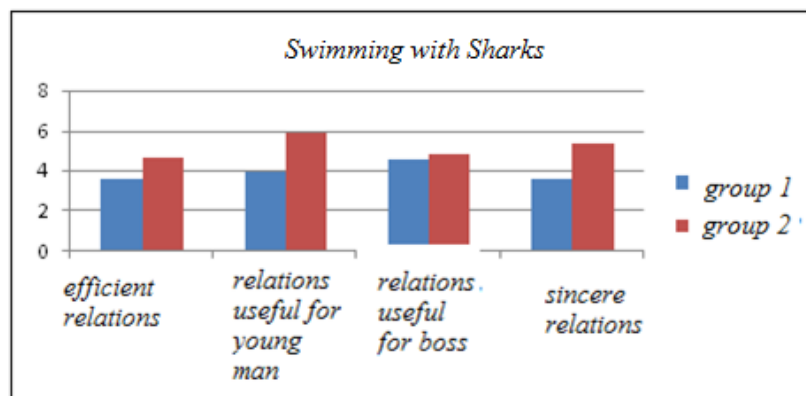 Swimming with Sharks
8
6
4
2
0
efficient
relations
relations
useful for
young
man
relations
useful
for boss
sincere
relations
group 1
group 2